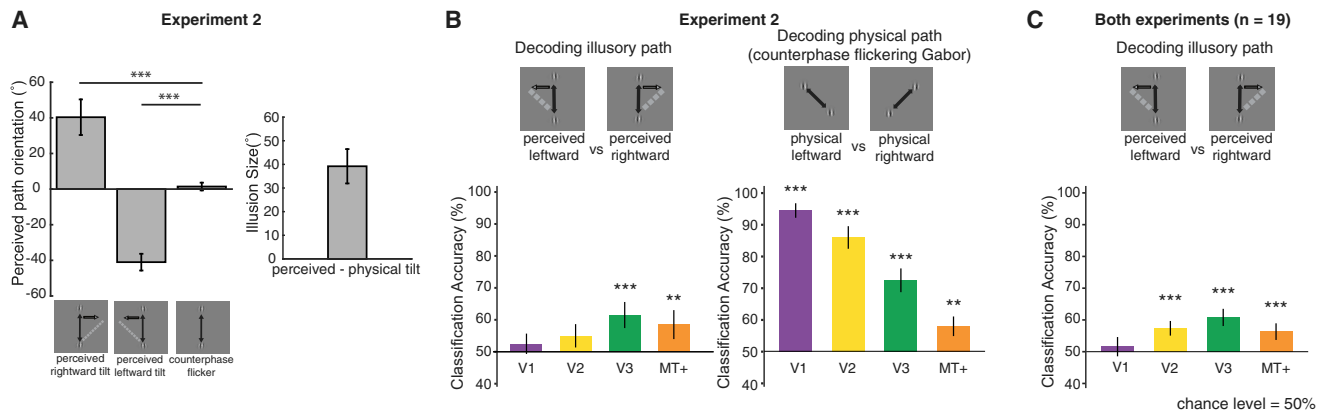 A
Experiment 2
Perceived path orientation (°)
60
40
20
0
-20
-40
-60
***
***
perceived
rightward tilt
perceived
leftward tilt
counterphase
flicker
Illusion Size(°)
60
50
40
30
20
10
0
perceived - physical tilt
B
Experiment 2
Decoding illusory path
perceived
leftward
vs
perceived
rightward
Classification Accuracy (%)
100
90
80
70
60
50
40
***
**
V1
V2
V3
MT+
Decoding physical path
(counterphase flickering Gabor)
physical
leftward
vs
physical
rightward
Classification Accuracy (%)
100
90
80
70
60
50
40
***
***
***
**
V1
V2
V3
MT+
C
Both experiments (n = 19)
Decoding illusory path
perceived
leftward
vs
perceived
rightward
Classification Accuracy (%)
100
90
80
70
60
50
40
***
***
***
V1
V2
V3
MT+
chance level = 50%